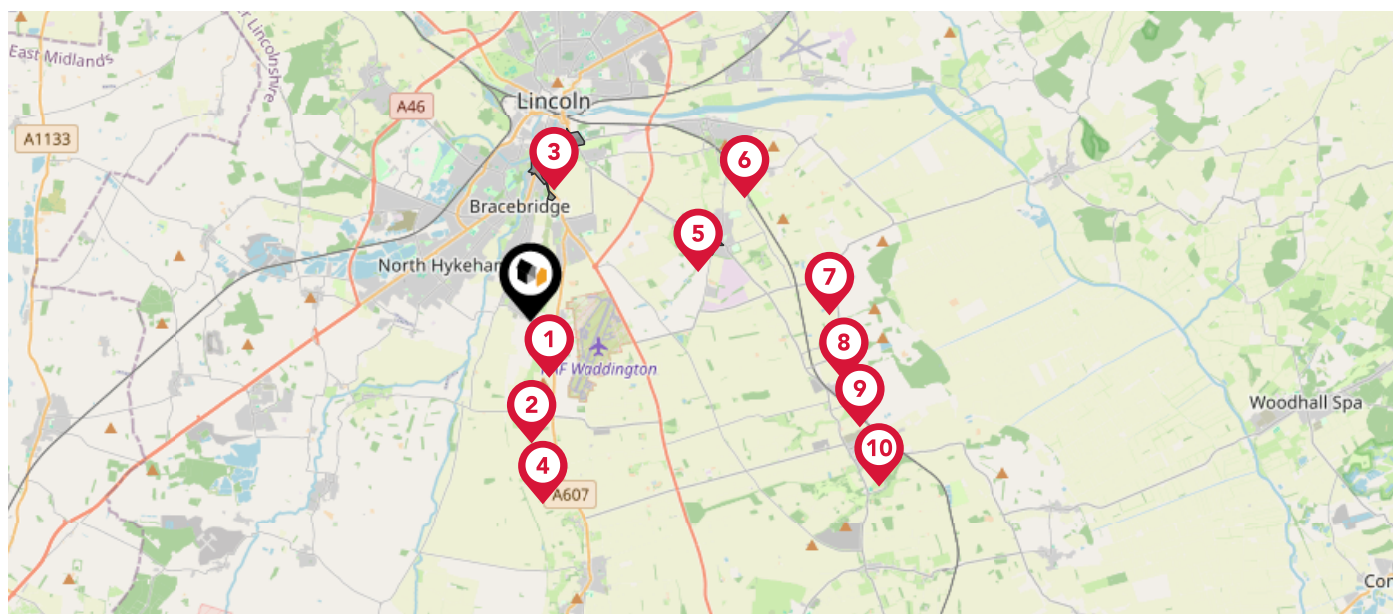 East Midlands
Lincolnshire
A46
Lincoln
A1133
3
6
Bracebridge
5
North Hykeham
7
1
8
RAF Waddington
9
2
Woodhall Spa
10
4
A607